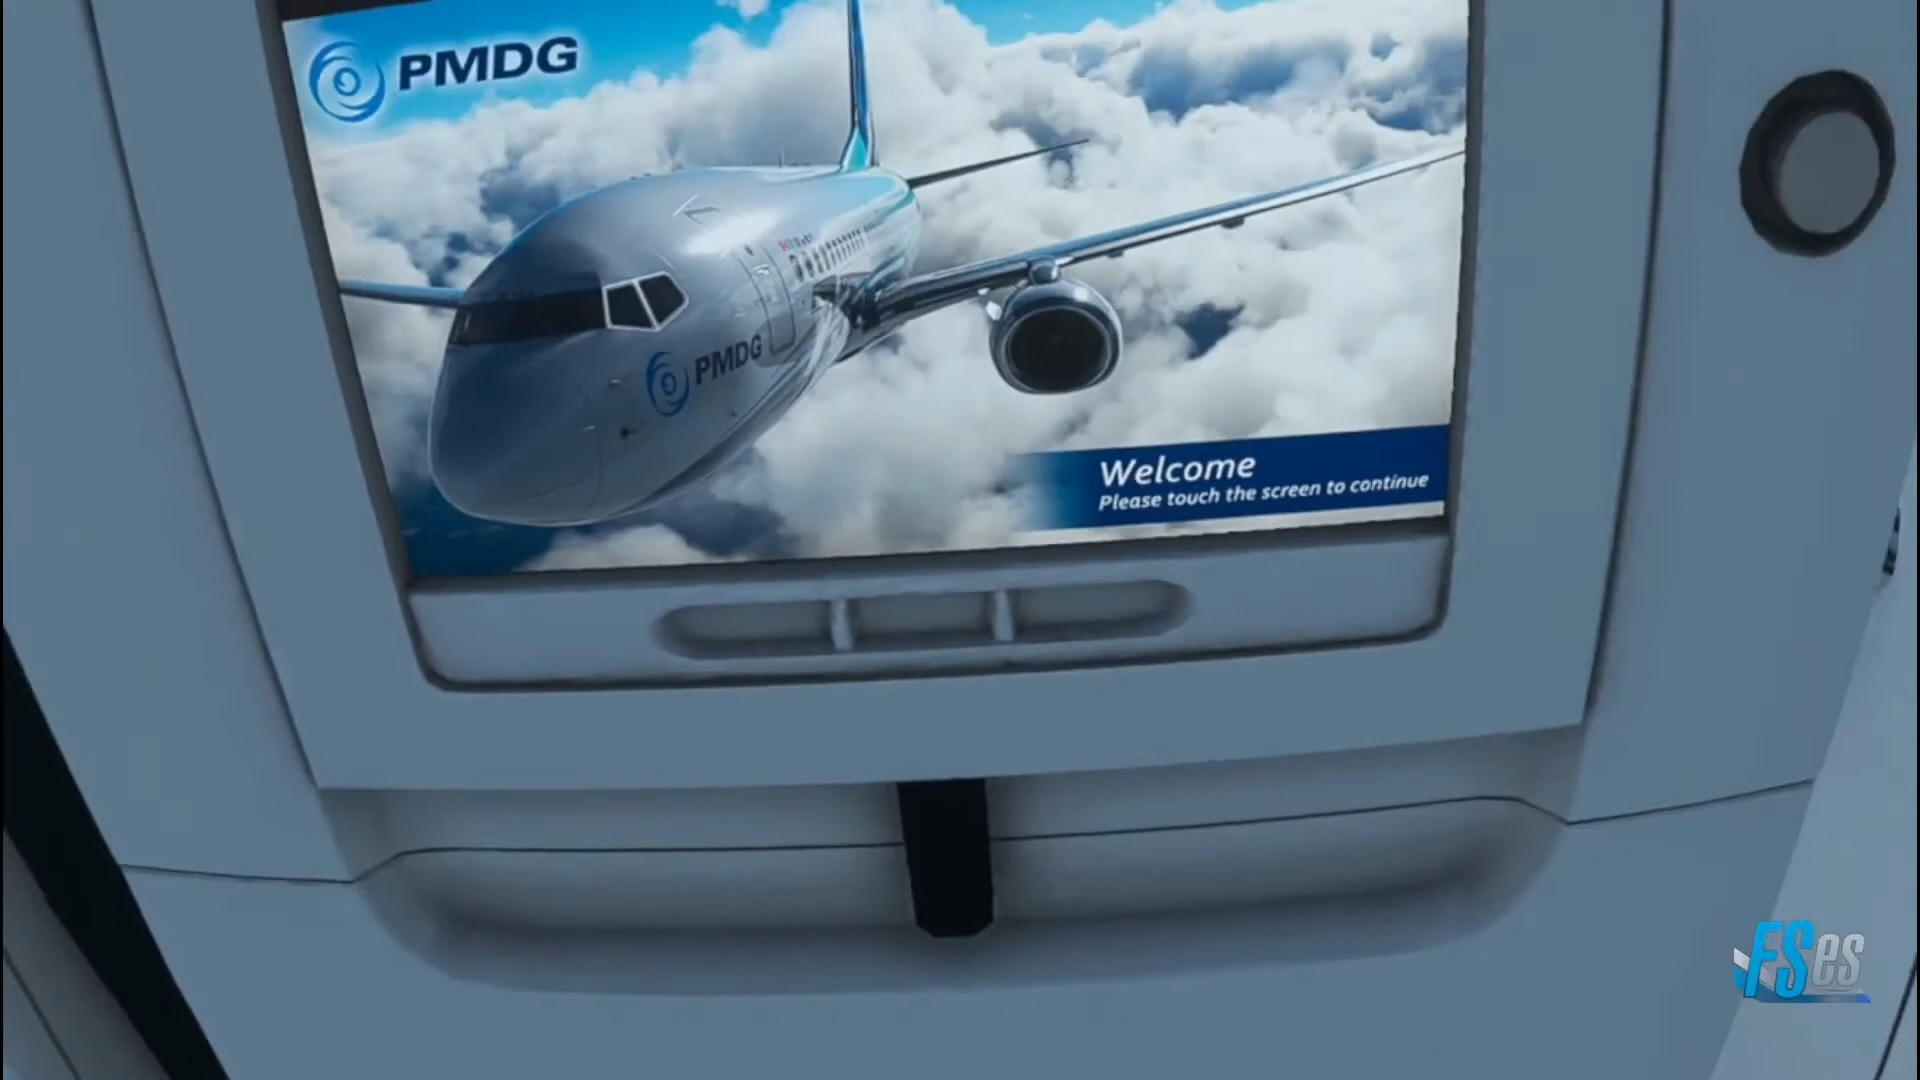 PMDG
PMDG
Welcome
Please touch the screen to continue
FSes